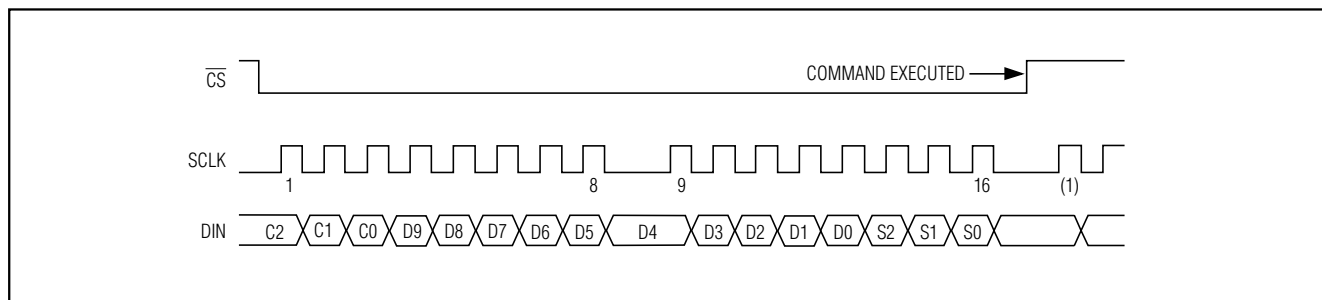 COMMAND EXECUTED
C̅S̅
SCLK
1 8 9 16 (1)
DIN C2 C1 C0 D9 D8 D7 D6 D5 D4 D3 D2 D1 D0 S2 S1 S0